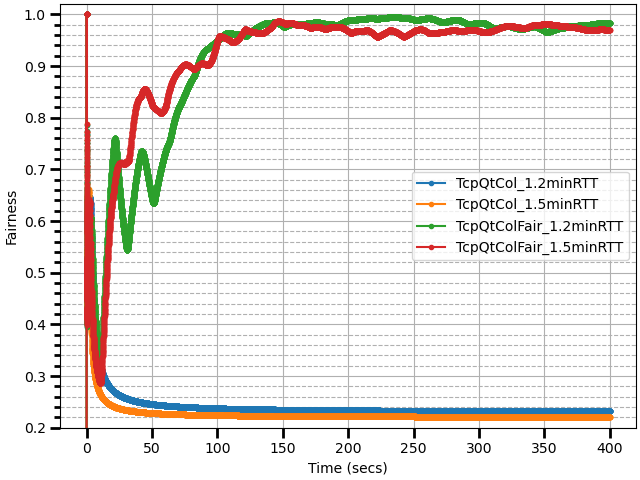 1.0
0.9
0.8
0.7
0.6
0.5
0.4
0.3
0.2
Fairness
TcpQtCol_1.2minRTT
TcpQtCol_1.5minRTT
TcpQtColFair_1.2minRTT
TcpQtColFair_1.5minRTT
0 50 100 150 200 250 300 350 400
Time (secs)